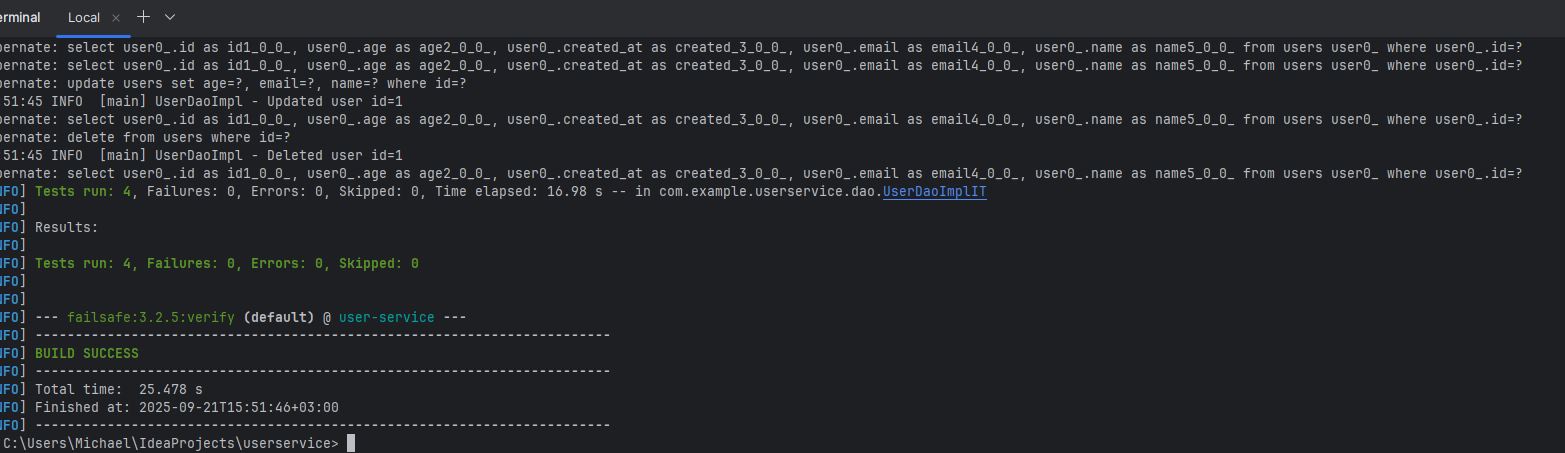 erminal Local × + ⌄
ernate: select user0_.id as id1_0_0_, user0_.age as age2_0_0_, user0_.created_at as created_3_0_0_, user0_.email as email4_0_0_, user0_.name as name5_0_0_ from users user0_ where user0_.id=?
ernate: select user0_.id as id1_0_0_, user0_.age as age2_0_0_, user0_.created_at as created_3_0_0_, user0_.email as email4_0_0_, user0_.name as name5_0_0_ from users user0_ where user0_.id=?
ernate: update users set age=?, email=?, name=? where id=?
51:45 INFO  [main] UserDaoImpl - Updated user id=1
ernate: select user0_.id as id1_0_0_, user0_.age as age2_0_0_, user0_.created_at as created_3_0_0_, user0_.email as email4_0_0_, user0_.name as name5_0_0_ from users user0_ where user0_.id=?
ernate: delete from users where id=?
51:45 INFO  [main] UserDaoImpl - Deleted user id=1
ernate: select user0_.id as id1_0_0_, user0_.age as age2_0_0_, user0_.created_at as created_3_0_0_, user0_.email as email4_0_0_, user0_.name as name5_0_0_ from users user0_ where user0_.id=?
NFO] Tests run: 4, Failures: 0, Errors: 0, Skipped: 0, Time elapsed: 16.98 s -- in com.example.userservice.dao.UserDaoImplIT
NFO]
NFO] Results:
NFO]
NFO] Tests run: 4, Failures: 0, Errors: 0, Skipped: 0
NFO]
NFO]
NFO] --- failsafe:3.2.5:verify (default) @ user-service ---
NFO] ------------------------------------------------------------------------
NFO] BUILD SUCCESS
NFO] ------------------------------------------------------------------------
NFO] Total time:  25.478 s
NFO] Finished at: 2025-09-21T15:51:46+03:00
NFO] ------------------------------------------------------------------------
C:\Users\Michael\IdeaProjects\userservice>